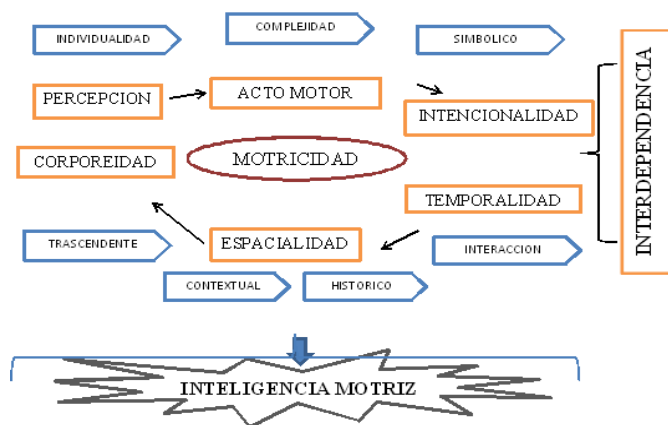 INDIVIDUALIDAD
COMPLEJIDAD
SIMBOLICO
PERCEPCION
ACTO MOTOR
INTENCIONALIDAD
CORPOREIDAD
MOTRICIDAD
TEMPORALIDAD
TRASCENDENTE
ESPACIALIDAD
INTERACCION
CONTEXTUAL
HISTORICO
INTERDEPENDENCIA
INTELIGENCIA MOTRIZ